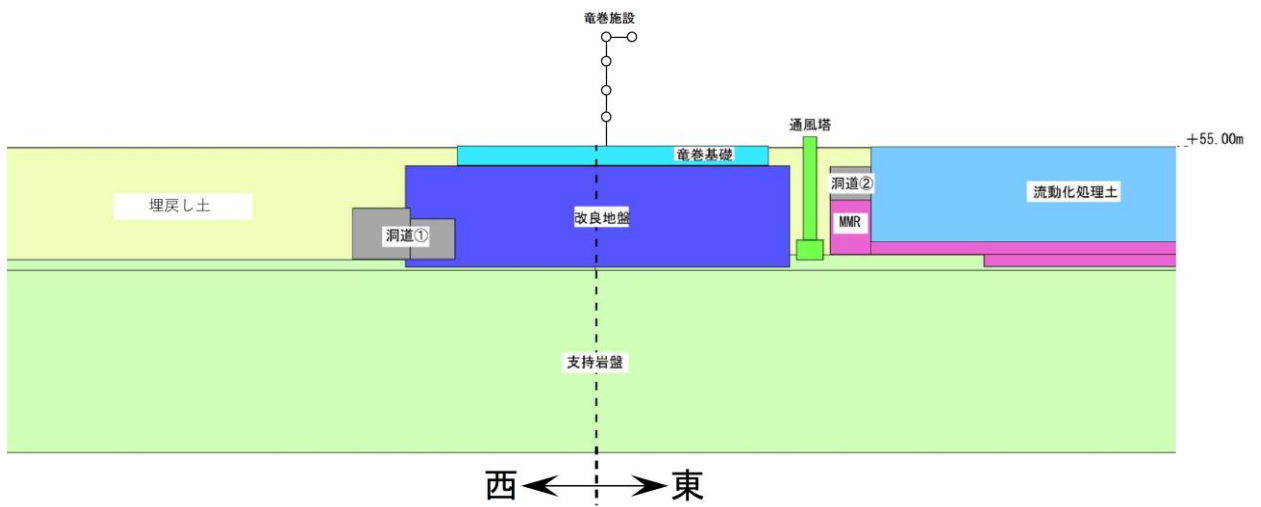 竜巻施設
通風塔
+55.00m
竜巻基礎
洞道②
流動化処理土
埋戻し土
改良地盤
MMR
洞道①
支持岩盤
西
東